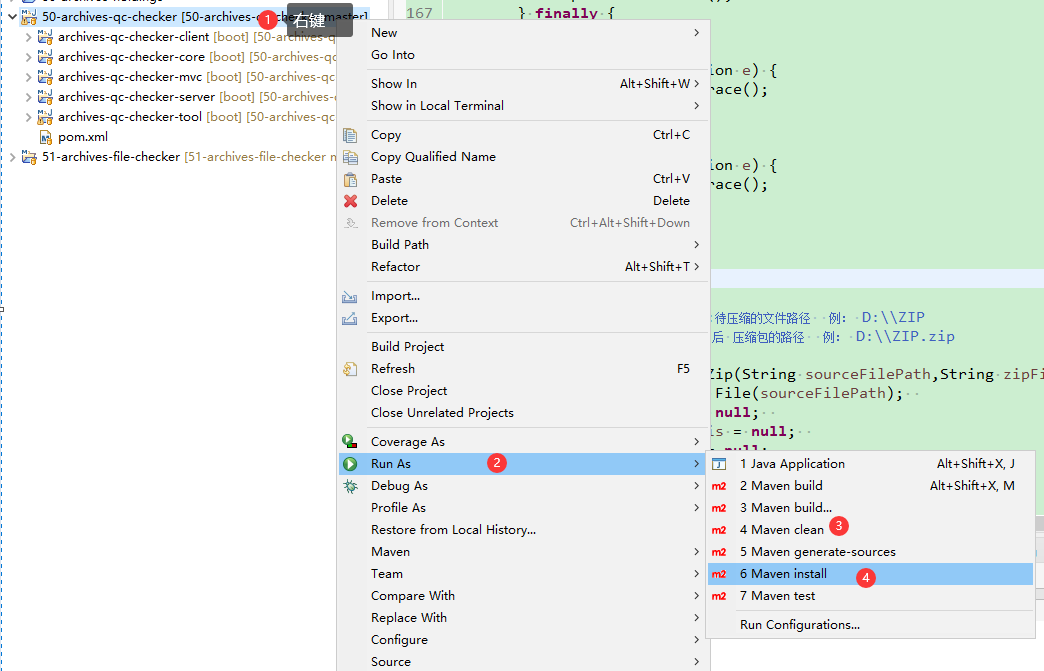 50-archives-qc-checker [50-archives-qc-checker master]
1
右键
archives-qc-checker-client [boot] [50-archives-qc
archives-qc-checker-core [boot] [50-archives-qc
archives-qc-checker-mvc [boot] [50-archives-qc
archives-qc-checker-server [boot] [50-archives-
archives-qc-checker-tool [boot] [50-archives-qc
pom.xml
51-archives-file-checker [51-archives-file-checker
New
Go Into
Show In Alt+Shift+W
Show in Local Terminal
Copy Ctrl+C
Copy Qualified Name
Paste Ctrl+V
Delete Delete
Remove from Context Ctrl+Alt+Shift+Down
Build Path
Refactor Alt+Shift+T
Import...
Export...
Build Project
Refresh F5
Close Project
Close Unrelated Projects
Coverage As
Run As 2
Debug As
Profile As
Restore from Local History...
Maven
Team
Compare With
Replace With
Configure
Source
1 Java Application Alt+Shift+X, J
2 Maven build Alt+Shift+X, M
3 Maven build...
4 Maven clean 3
5 Maven generate-sources
6 Maven install 4
7 Maven test
Run Configurations...
167 } finally {
ion e) {
race();
ion e) {
race();
待压缩的文件路径 例: D:\\ZIP
后 压缩包的路径 例: D:\\ZIP.zip
Zip(String sourceFilePath,String zipFi
File(sourceFilePath);
null;
is = null;